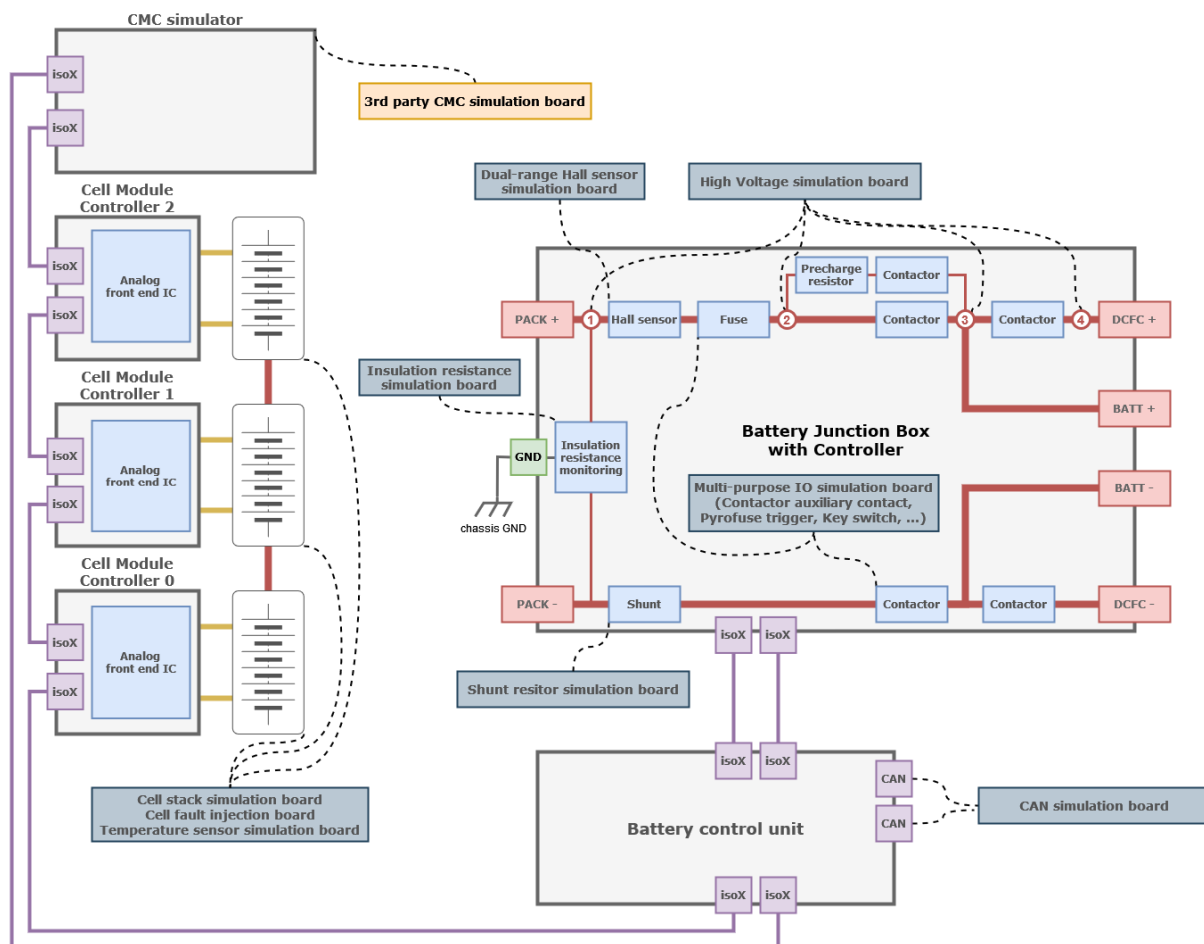 CMC simulator
isoX
isoX
3rd party CMC simulation board
Cell Module
Controller 2
isoX
isoX
Analog
front end IC
Cell Module
Controller 1
isoX
isoX
Analog
front end IC
Cell Module
Controller 0
isoX
isoX
Analog
front end IC
Cell stack simulation board
Cell fault injection board
Temperature sensor simulation board
Dual-range Hall sensor
simulation board
High Voltage simulation board
Precharge
resistor
Contactor
PACK +
1
Hall sensor
Fuse
2
Contactor
3
Contactor
4
DCFC +
Insulation resistance
simulation board
BATT +
GND
Insulation
resistance
monitoring
chassis GND
Battery Junction Box
with Controller
BATT -
Multi-purpose IO simulation board
(Contactor auxiliary contact,
Pyrofuse trigger, Key switch, ...)
PACK -
Shunt
Contactor
Contactor
DCFC -
isoX
isoX
Shunt resitor simulation board
isoX
isoX
CAN
CAN
CAN simulation board
Battery control unit
isoX
isoX